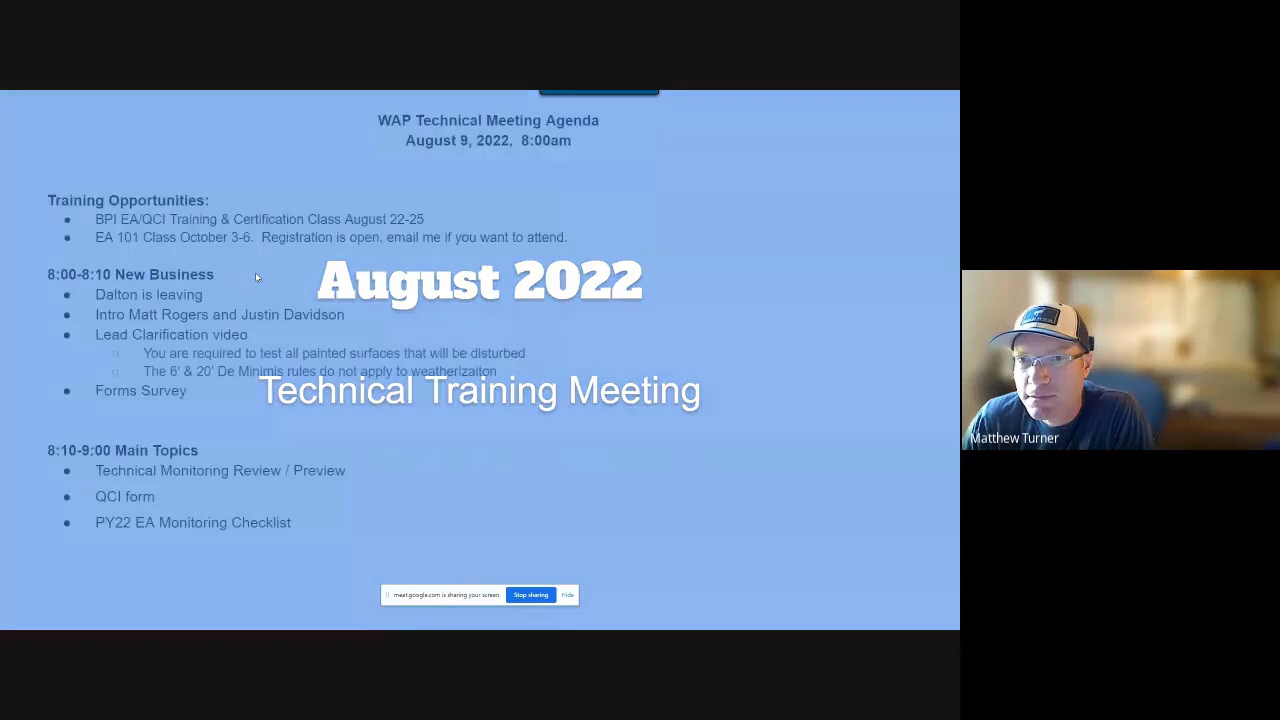 WAP Technical Meeting Agenda
August 9, 2022, 8:00am
Training Opportunities:
● BPI EA/QCI Training & Certification Class August 22-25
● EA 101 Class October 3-6. Registration is open, email me if you want to attend.
8:00-8:10 New Business
● Dalton is leaving
● Intro Matt Rogers and Justin Davidson
● Lead Clarification video
○ You are required to test all painted surfaces that will be disturbed
○ The 6' & 20' De Minimis rules do not apply to weatherizaiton
● Forms Survey
August 2022
Technical Training Meeting
8:10-9:00 Main Topics
● Technical Monitoring Review / Preview
● QCI form
● PY22 EA Monitoring Checklist
meet.google.com is sharing your screen.
Stop sharing
Hide
Matthew Turner